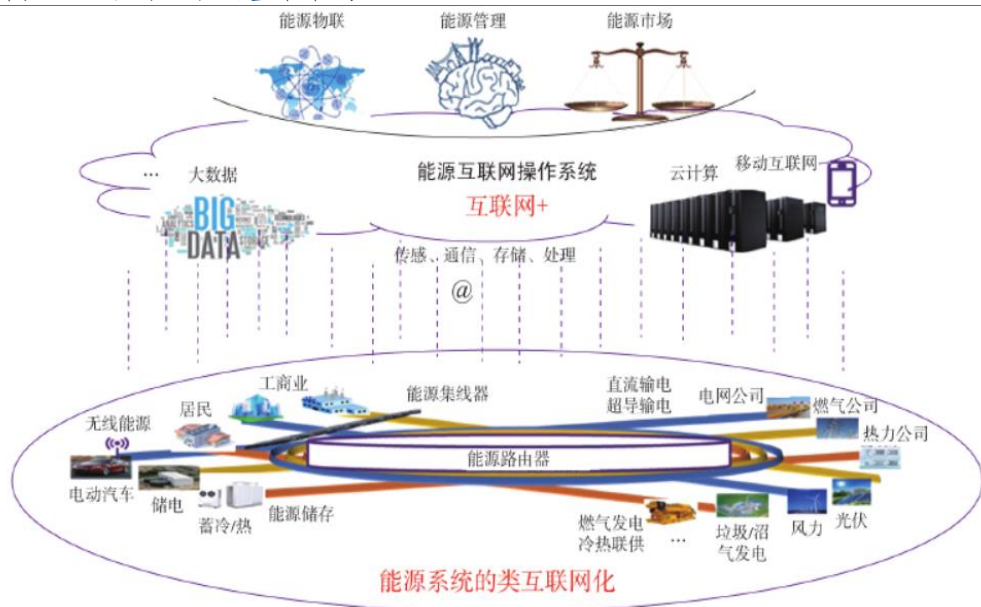 能源物联
能源管理
能源市场
能源互联网操作系统
互联网+
…
大数据
BIG
DATA
云计算
移动互联网
传感、通信、存储、处理
@
工商业
能源集线器
直流输电
超导输电
电网公司
燃气公司
居民
无线能源
热力公司
能源路由器
电动汽车
储电
蓄冷/热
能源储存
燃气发电
冷热联供
…
垃圾/沼
气发电
风力
光伏
能源系统的类互联网化